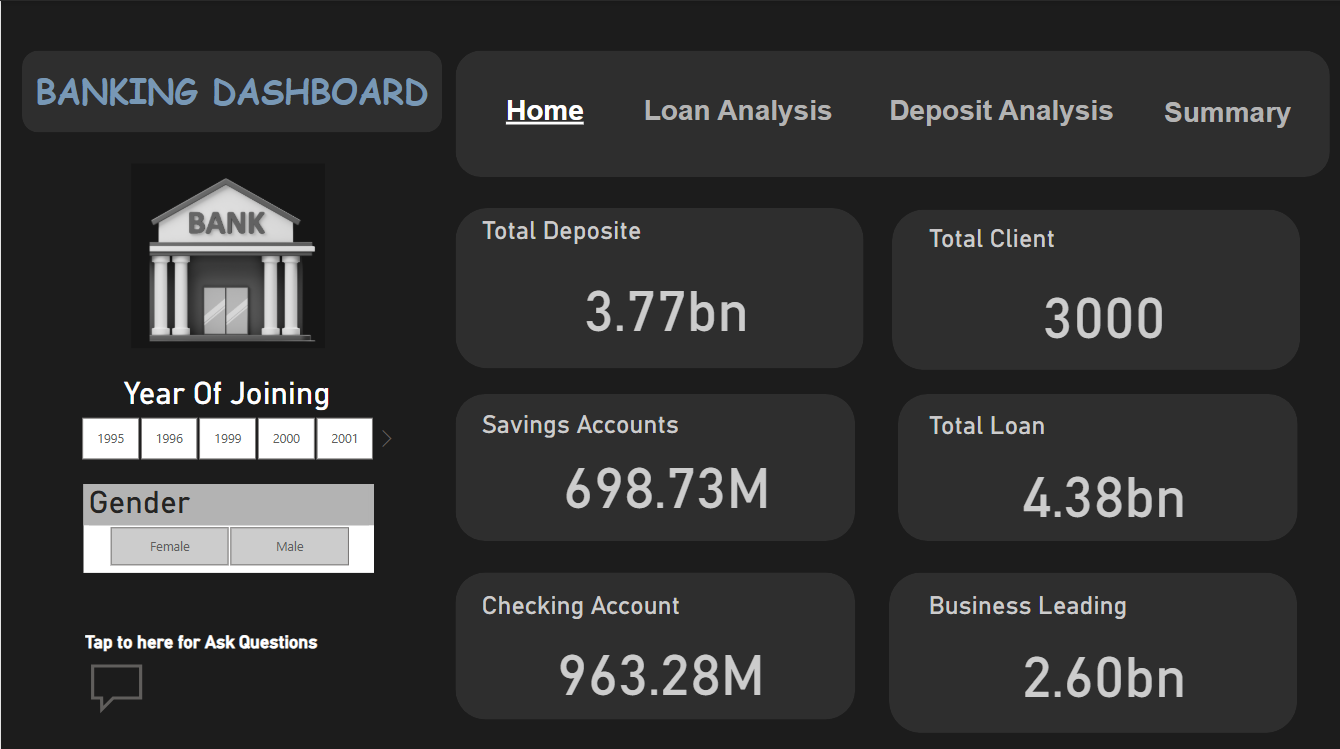 BANKING DASHBOARD
Home Loan Analysis Deposit Analysis Summary
BANK
Year Of Joining
1995 1996 1999 2000 2001
Gender
Female Male
Tap to here for Ask Questions
Total Deposite
3.77bn
Total Client
3000
Savings Accounts
698.73M
Total Loan
4.38bn
Checking Account
963.28M
Business Leading
2.60bn